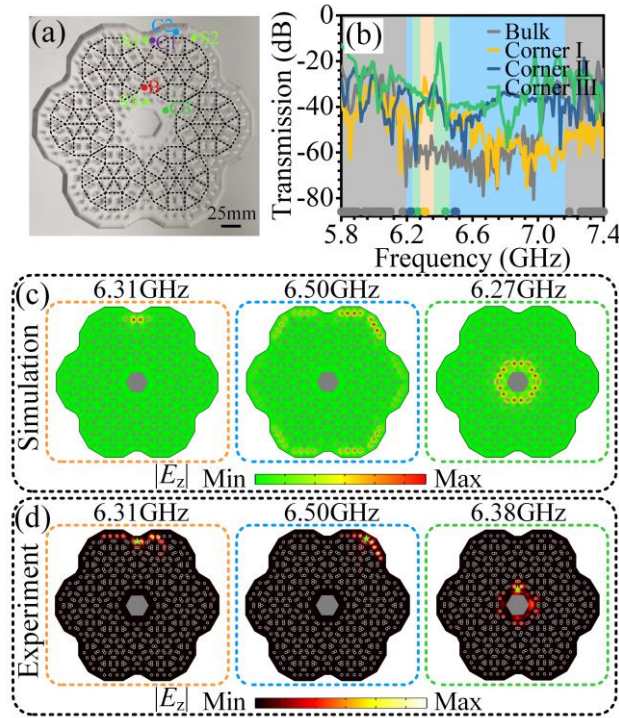 (a)
C2
S1
C1
S2
B
S3
C3
25mm
(b)
Transmission (dB)
0
-20
-40
-60
-80
Bulk
Corner I
Corner II
Corner III
5.8 6.2 6.6 7.0 7.4
Frequency (GHz)
(c)
6.31GHz 6.50GHz 6.27GHz
Simulation
|Ez| Min Max
(d)
6.31GHz 6.50GHz 6.38GHz
Experiment
|Ez| Min Max